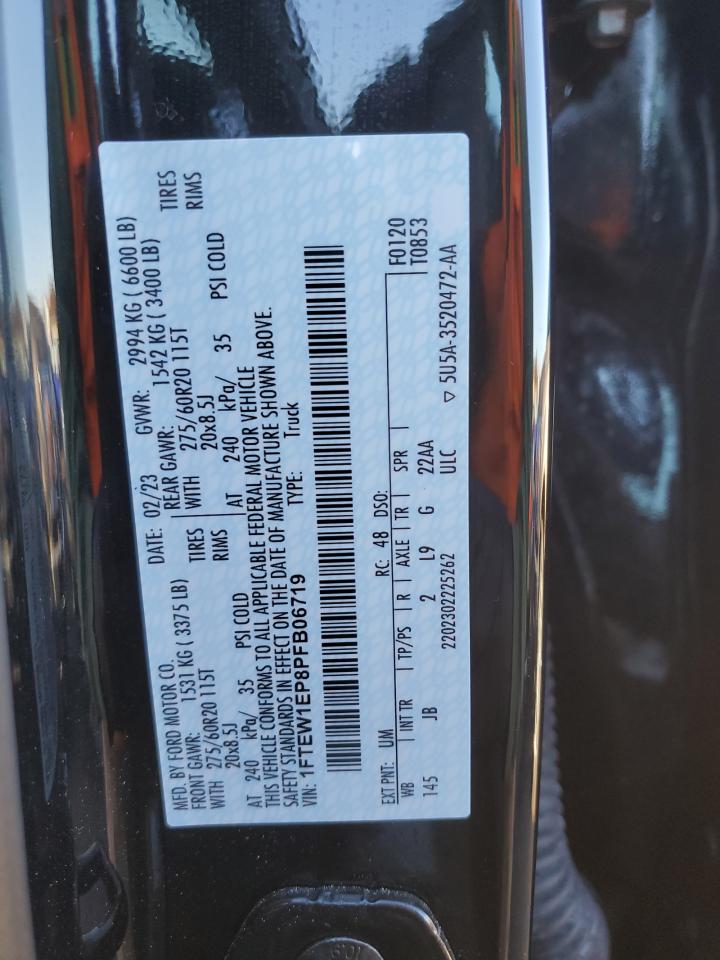 MFD. BY FORD MOTOR CO. DATE: 02/23 GVWR: 2994 KG ( 6600 LB)
FRONT GAWR: 1531 KG ( 3375 LB) REAR GAWR: 1542 KG ( 3400 LB)
WITH 275/60R20 115T TIRES WITH 275/60R20 115T TIRES
20x8.5J RIMS 20x8.5J RIMS
AT 240 kPa/ 35 PSI COLD AT 240 kPa/ 35 PSI COLD
THIS VEHICLE CONFORMS TO ALL APPLICABLE FEDERAL MOTOR VEHICLE
SAFETY STANDARDS IN EFFECT ON THE DATE OF MANUFACTURE SHOWN ABOVE.
VIN: 1FTEW1EP8PFB06719 TYPE: Truck
EXT PNT: UM RC: 48 DSO: F0120
WB INT TR TP/PS R AXLE TR SPR T0853
145 JB 2 L9 G 22AA
2202302225262 ULC ▽ 5U5A-3520472-AA